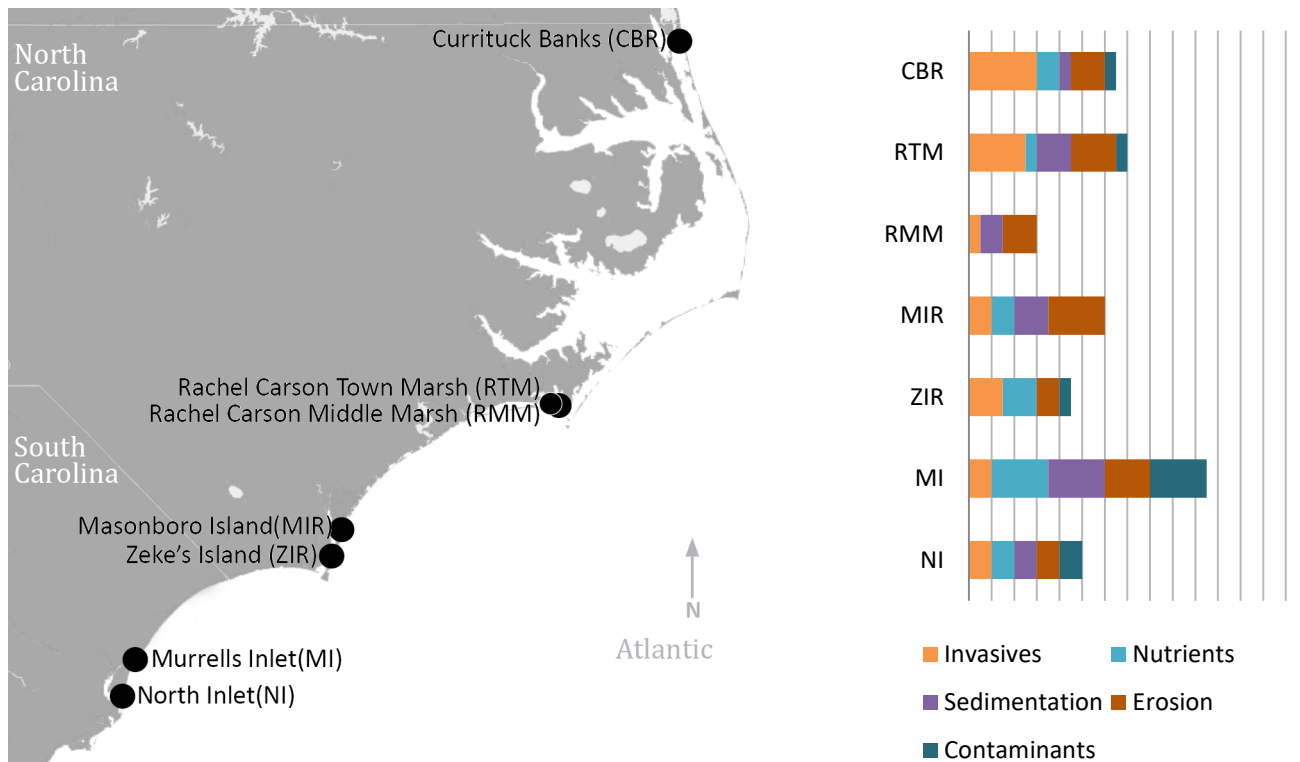 Currituck Banks (CBR)
North
Carolina
Rachel Carson Town Marsh (RTM)
Rachel Carson Middle Marsh (RMM)
South
Carolina
Masonboro Island(MIR)
Zeke’s Island (ZIR)
N
Atlantic
Murrells Inlet(MI)
North Inlet(NI)
CBR
RTM
RMM
MIR
ZIR
MI
NI
Invasives
Nutrients
Sedimentation
Erosion
Contaminants